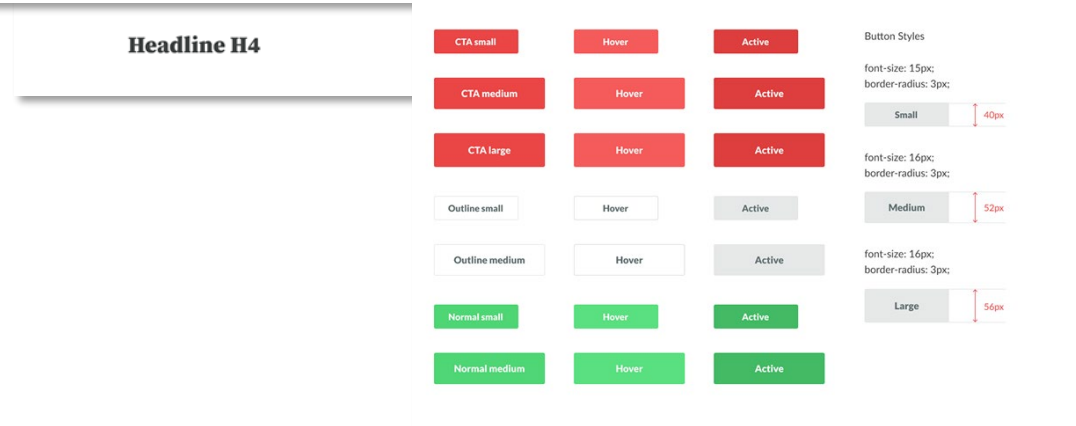 Headline H4
CTA small
Hover
Active
CTA medium
Hover
Active
CTA large
Hover
Active
Outline small
Hover
Active
Outline medium
Hover
Active
Normal small
Hover
Active
Normal medium
Hover
Active
Button Styles
font-size: 15px;
border-radius: 3px;
Small
40px
font-size: 16px;
border-radius: 3px;
Medium
52px
font-size: 16px;
border-radius: 3px;
Large
56px